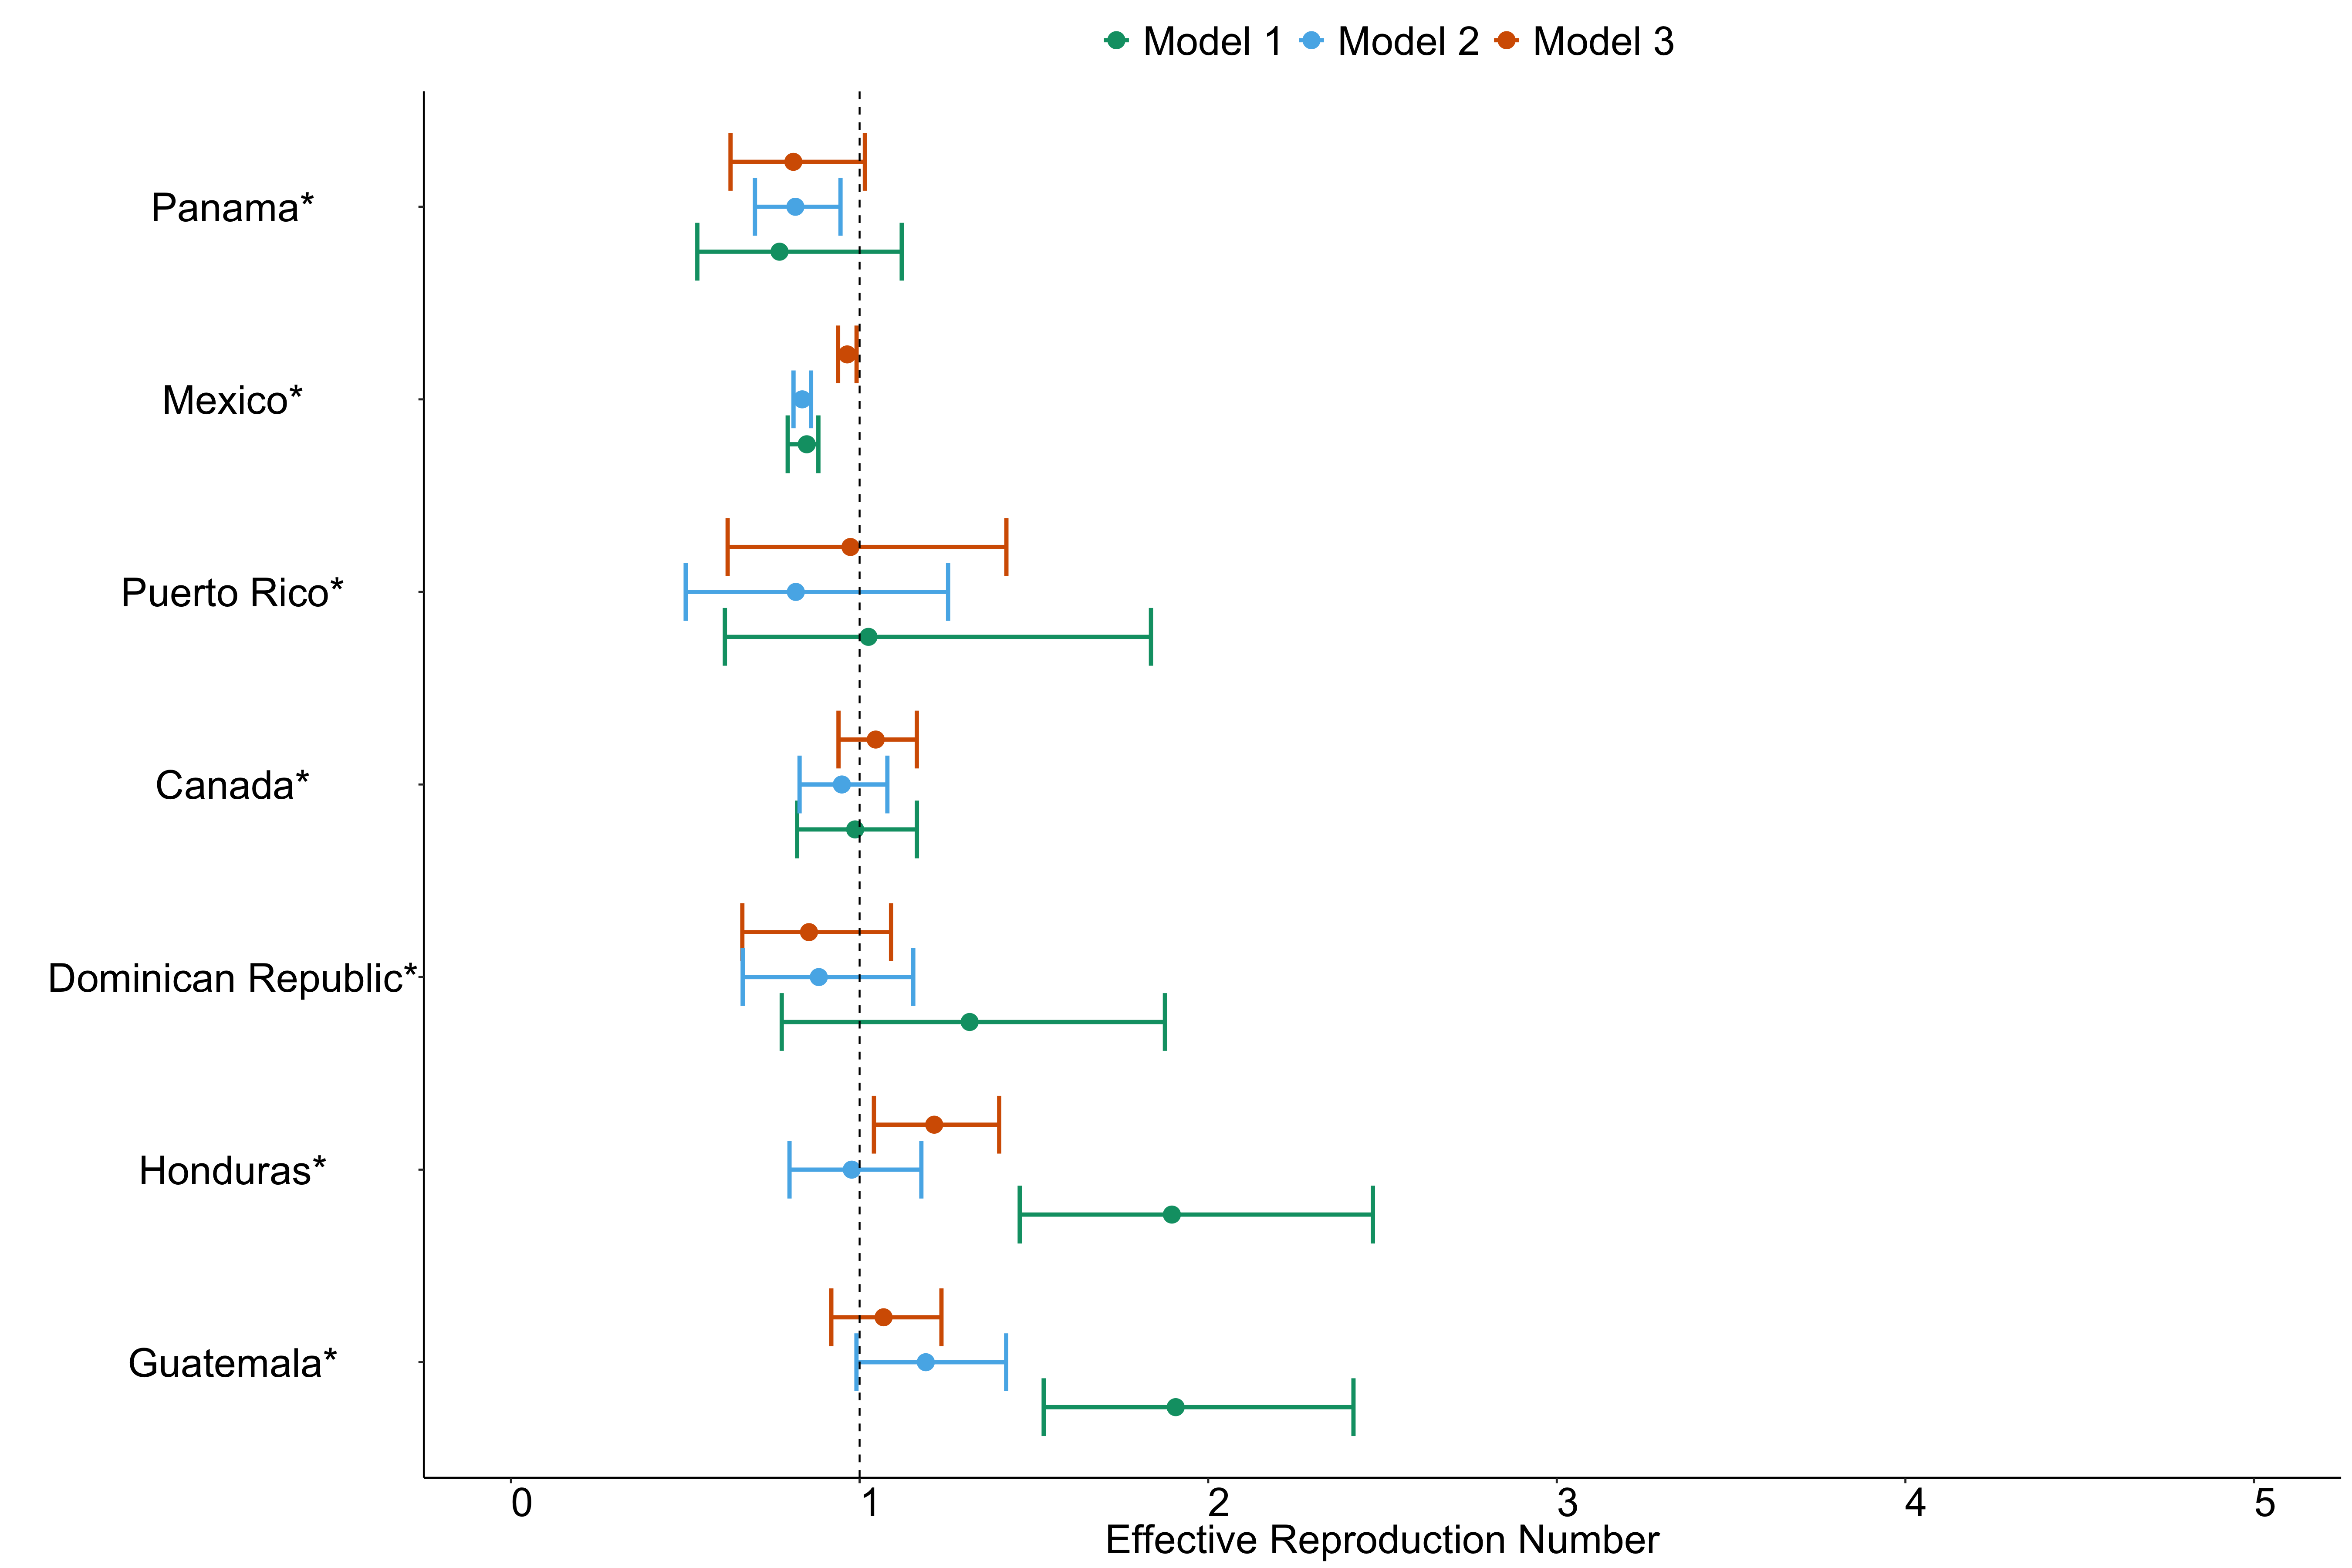 Model 1 Model 2 Model 3
Panama*
Mexico*
Puerto Rico*
Canada*
Dominican Republic*
Honduras*
Guatemala*
0 1 2 3 4 5
Effective Reproduction Number